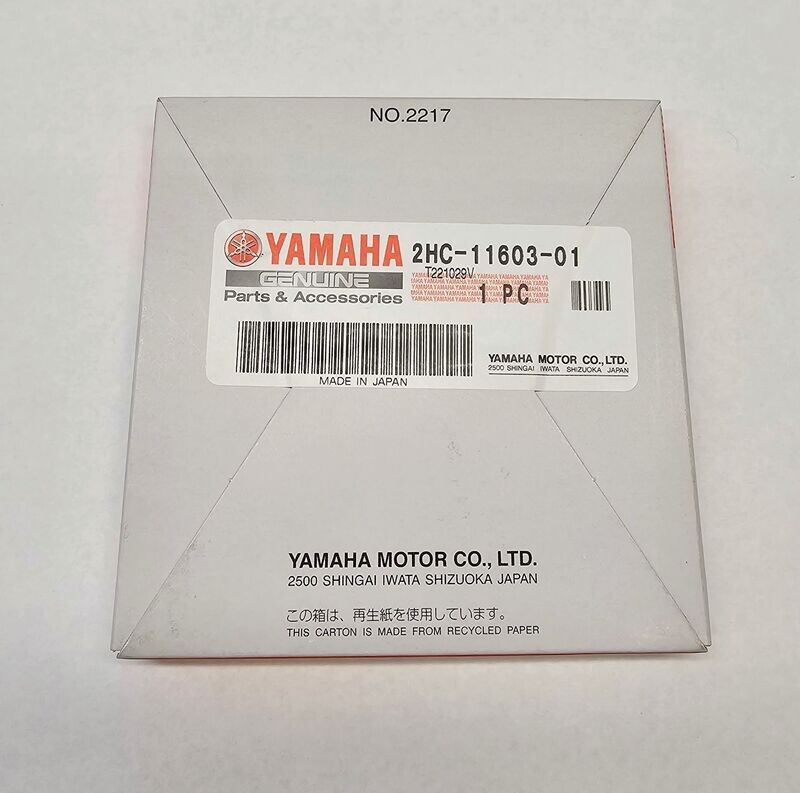 NO.2217
YAMAHA 2HC-11603-01
GENUINE T221029V
Parts & Accessories 1 PC
YAMAHA MOTOR CO.,LTD.
2500 SHINGAI IWATA SHIZUOKA JAPAN
MADE IN JAPAN
YAMAHA MOTOR CO., LTD.
2500 SHINGAI IWATA SHIZUOKA JAPAN
この箱は、再生紙を使用しています。
THIS CARTON IS MADE FROM RECYCLED PAPER